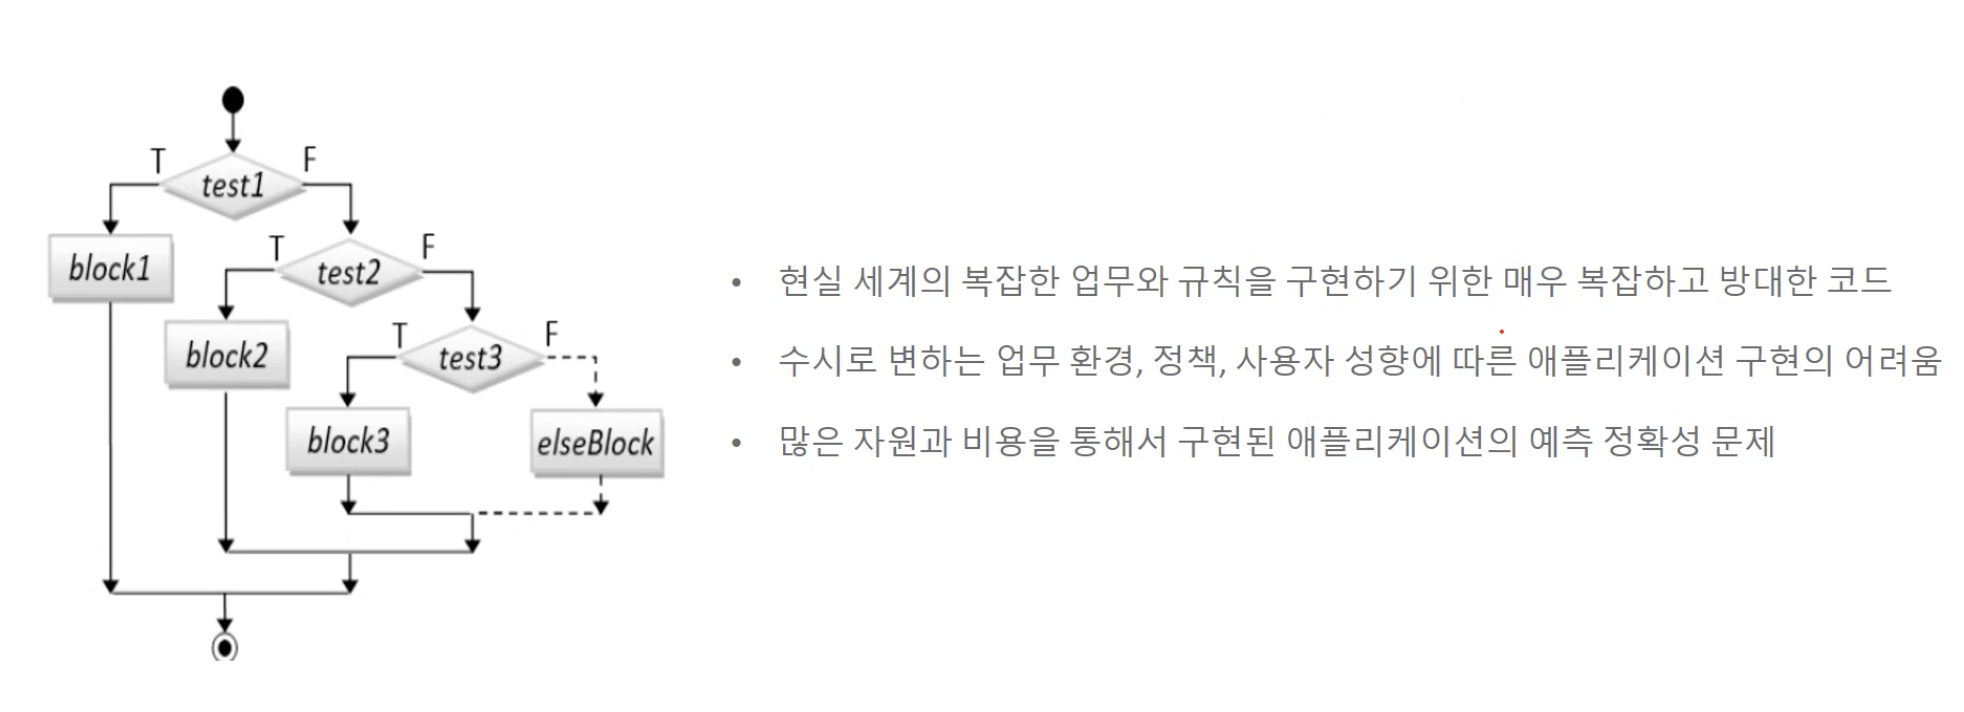 T
F
test1
block1
T
F
test2
block2
T
F
test3
block3
elseBlock
• 현실 세계의 복잡한 업무와 규칙을 구현하기 위한 매우 복잡하고 방대한 코드
• 수시로 변하는 업무 환경, 정책, 사용자 성향에 따른 애플리케이션 구현의 어려움
• 많은 자원과 비용을 통해서 구현된 애플리케이션의 예측 정확성 문제